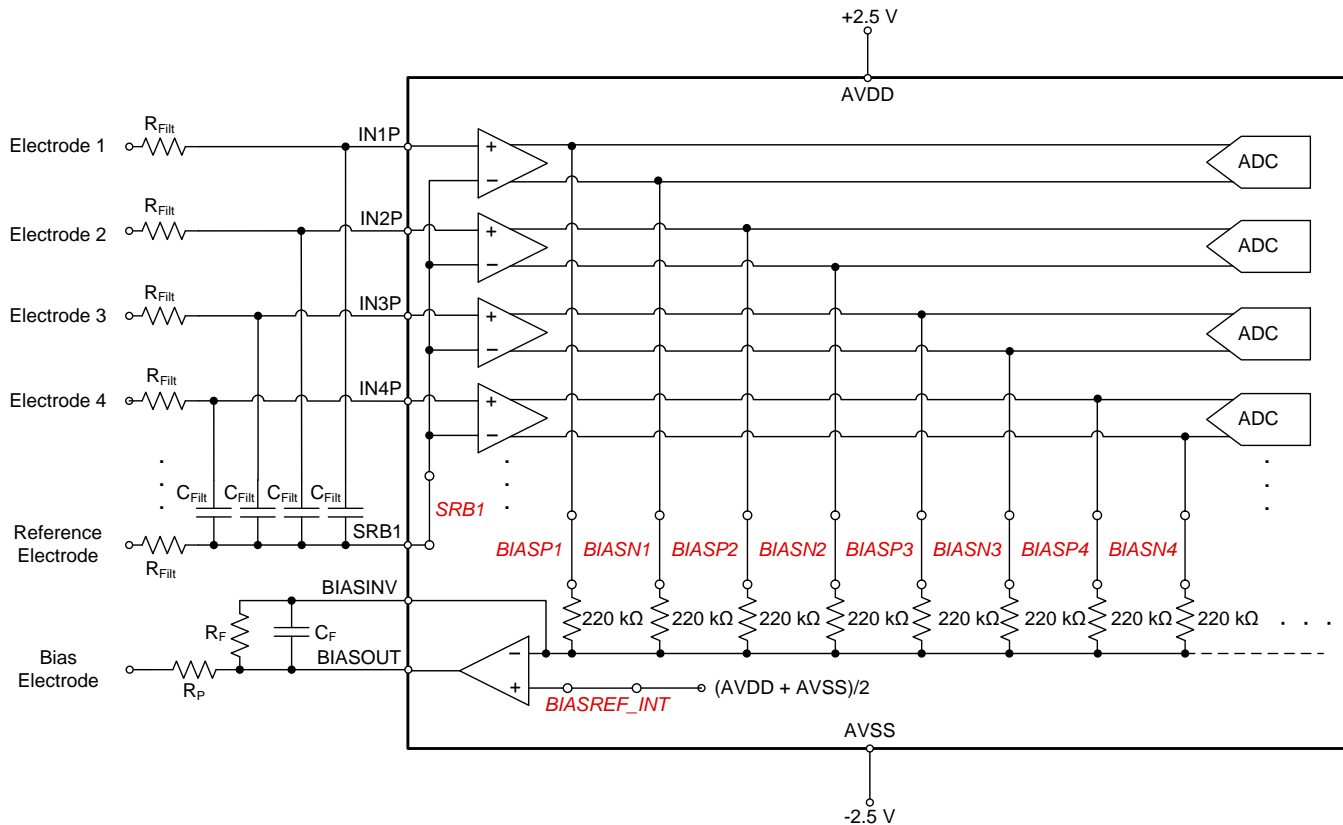 +2.5 V
AVDD
Electrode 1
RFilt
IN1P
+
−
ADC
Electrode 2
RFilt
IN2P
+
−
ADC
Electrode 3
RFilt
IN3P
+
−
ADC
Electrode 4
RFilt
IN4P
+
−
ADC
CFilt CFilt CFilt CFilt
SRB1
Reference
Electrode
RFilt
SRB1
BIASP1 BIASN1 BIASP2 BIASN2 BIASP3 BIASN3 BIASP4 BIASN4
BIASINV
220 kΩ 220 kΩ 220 kΩ 220 kΩ 220 kΩ 220 kΩ 220 kΩ 220 kΩ
RF
CF
BIASOUT
Bias
Electrode
RP
−
+
BIASREF_INT
(AVDD + AVSS)/2
AVSS
-2.5 V